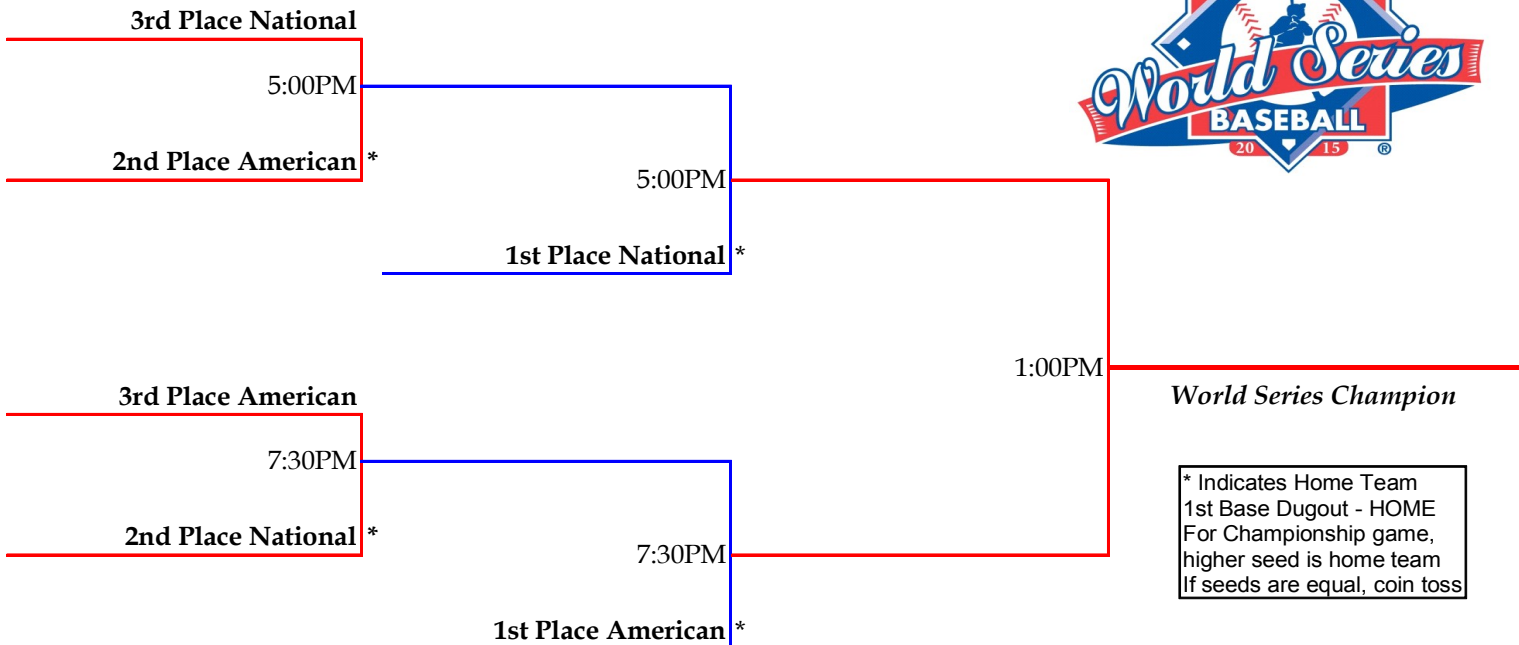 3rd Place National
5:00PM
2nd Place American *
5:00PM
1st Place National *
World Series
BASEBALL
20 15 ®
1:00PM
World Series Champion
3rd Place American
7:30PM
2nd Place National *
7:30PM
1st Place American *
* Indicates Home Team
1st Base Dugout - HOME
For Championship game,
higher seed is home team
If seeds are equal, coin toss